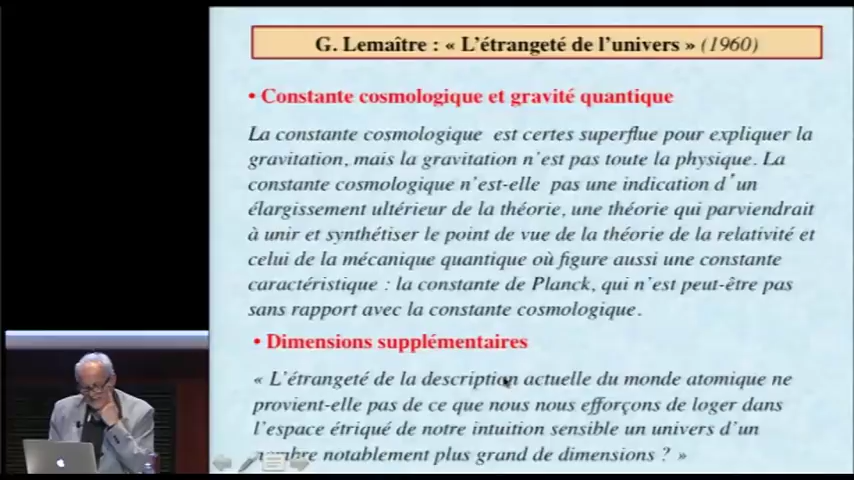 G. Lemaître : « L'étrangeté de l'univers » (1960)
• Constante cosmologique et gravité quantique
La constante cosmologique est certes superflue pour expliquer la
gravitation, mais la gravitation n'est pas toute la physique. La
constante cosmologique n'est-elle pas une indication d'un
élargissement ultérieur de la théorie, une théorie qui parviendrait
à unir et synthétiser le point de vue de la théorie de la relativité et
celui de la mécanique quantique où figure aussi une constante
caractéristique : la constante de Planck, qui n'est peut-être pas
sans rapport avec la constante cosmologique.
• Dimensions supplémentaires
« L'étrangeté de la description actuelle du monde atomique ne
provient-elle pas de ce que nous nous efforçons de loger dans
l'espace étriqué de notre intuition sensible un univers d'un
nombre notablement plus grand de dimensions ? »